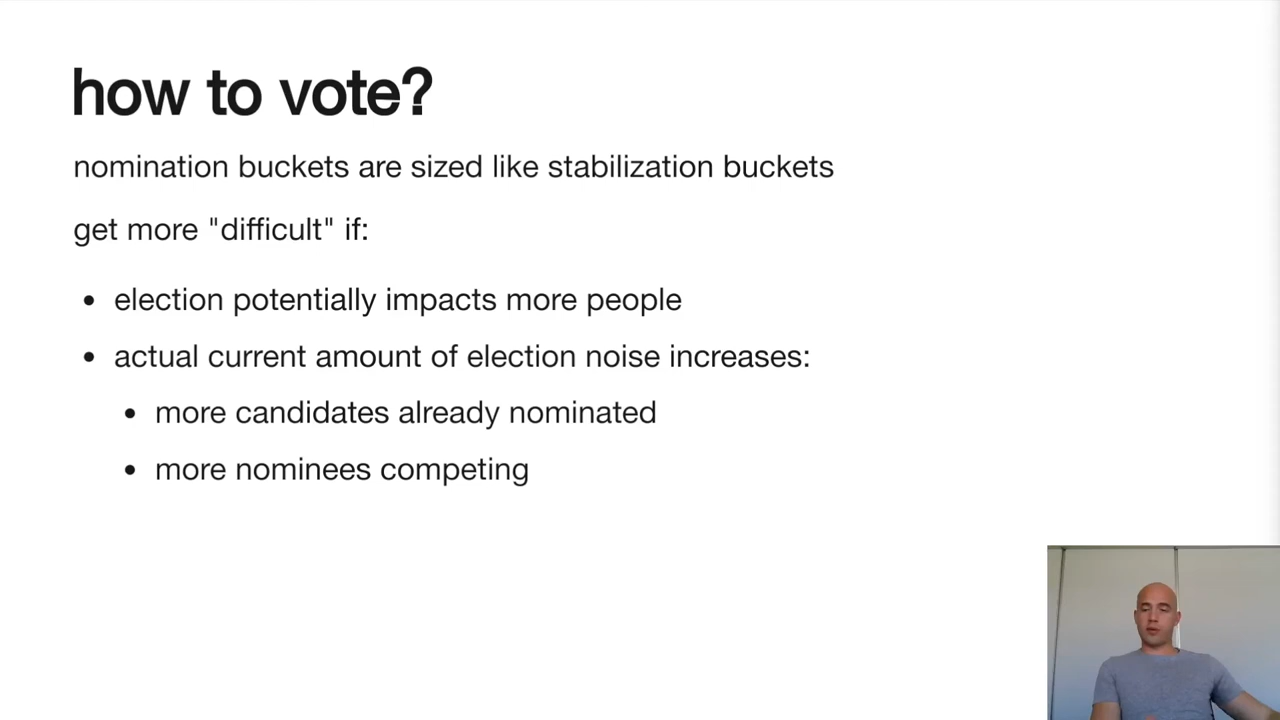 how to vote?
nomination buckets are sized like stabilization buckets
get more "difficult" if:
• election potentially impacts more people
• actual current amount of election noise increases:
• more candidates already nominated
• more nominees competing